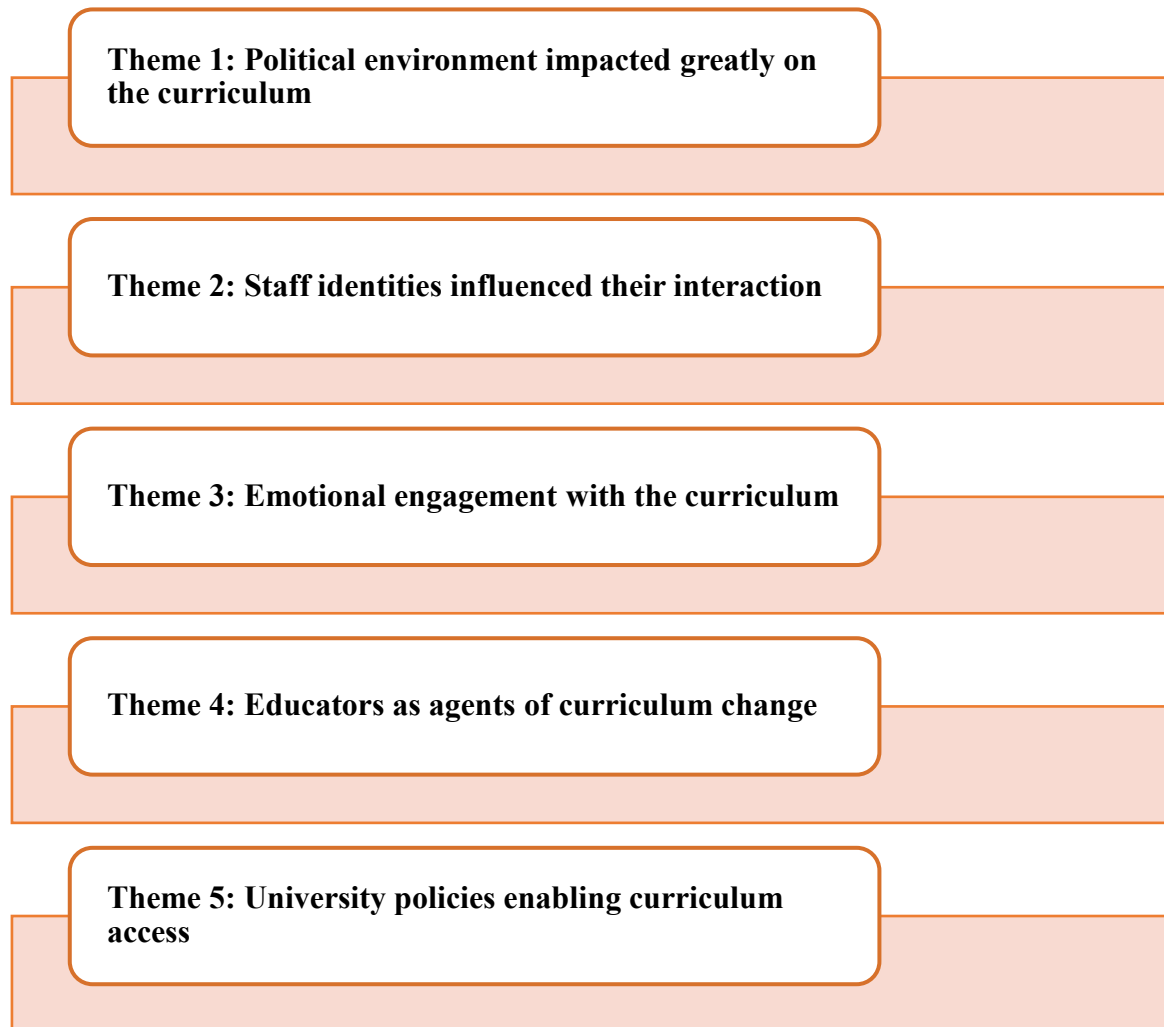 Theme 1: Political environment impacted greatly on
the curriculum
Theme 2: Staff identities influenced their interaction
Theme 3: Emotional engagement with the curriculum
Theme 4: Educators as agents of curriculum change
Theme 5: University policies enabling curriculum
access